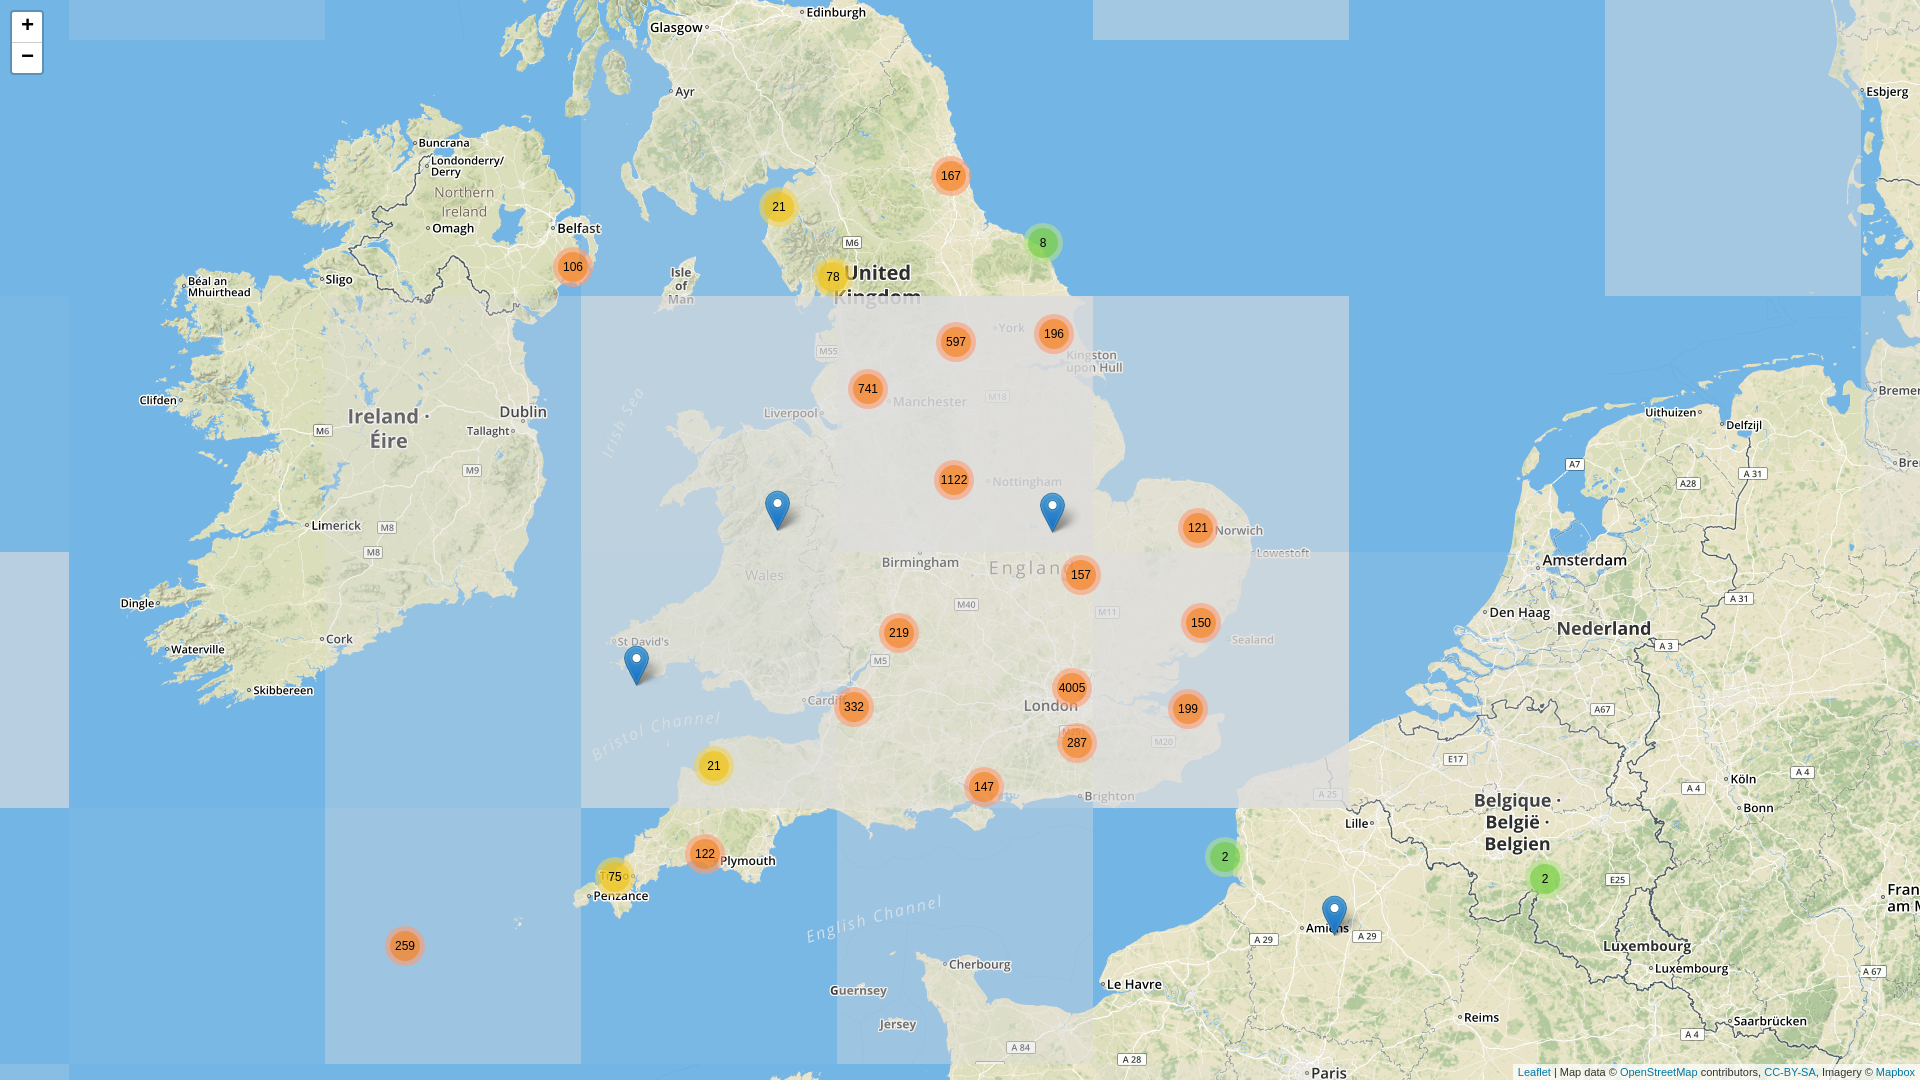 +
−
Edinburgh
Glasgow
Ayr
Esbjerg
Buncrana
Londonderry/
Derry
Northern
Ireland
Omagh
Belfast
167
21
8
M6
106
78
United
Kingdom
Isle
of
Man
Sligo
Béal an
Mhuirthead
York
196
597
M55
Kingston
upon Hull
741
Manchester
M18
Liverpool
Irish Sea
Clifden
Ireland ·
Éire
Dublin
Tallaght
M6
M9
Uithuizen
Delfzijl
Bremen
Bre
A7
A 31
A28
1122
Nottingham
121
Norwich
Lowestoft
Limerick
M8
M8
Birmingham
England
157
Wales
M40
M11
Amsterdam
A 31
Den Haag
Nederland
A 3
Dingle
Cork
Waterville
Skibbereen
St David's
219
M5
150
Sealand
4005
London
Cardiff
332
199
287
M20
Bristol Channel
A67
E17
21
147
Brighton
A 25
Köln
A 4
A 4
Bonn
Belgique ·
België ·
Belgien
Lille
122
Plymouth
75
Penzance
2
2
E25
Fran
am M
259
English Channel
Amiens
A 29
A 29
Luxembourg
Luxembourg
A 67
Cherbourg
Le Havre
Guernsey
Jersey
Reims
Saarbrücken
A 4
A 84
A 28
Paris
Leaflet | Map data © OpenStreetMap contributors, CC-BY-SA, Imagery © Mapbox